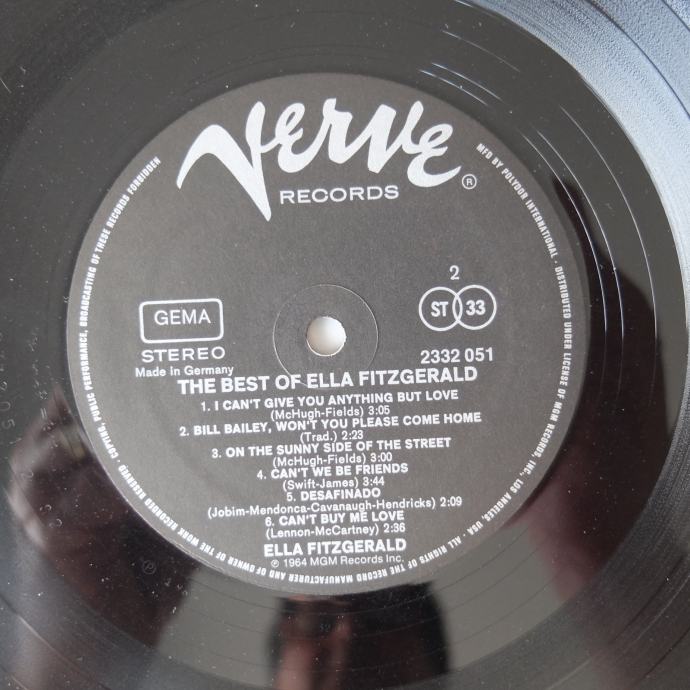 Verve
RECORDS
®
MFD BY POLYDOR INTERNATIONAL · DISTRIBUTED UNDER LICENSE OF MGM RECORDS, INC., LOS ANGELES, USA · ALL RIGHTS OF THE RECORD MANUFACTURER AND OF OWNER OF THE WORK RECORDED RESERVED · COPYING, PUBLIC PERFORMANCE, BROADCASTING OF THESE RECORDS FORBIDDEN
2
GEMA
ST 33
STEREO
2332 051
Made in Germany
THE BEST OF ELLA FITZGERALD
1. I CAN'T GIVE YOU ANYTHING BUT LOVE
(McHugh-Fields) 3:05
2. BILL BAILEY, WON'T YOU PLEASE COME HOME
(Trad.) 2:23
3. ON THE SUNNY SIDE OF THE STREET
(McHugh-Fields) 3:00
4. CAN'T WE BE FRIENDS
(Swift-James) 3:44
5. DESAFINADO
(Jobim-Mendonca-Cavanaugh-Hendricks) 2:09
6. CAN'T BUY ME LOVE
(Lennon-McCartney) 2:36
ELLA FITZGERALD
℗ 1964 MGM Records Inc.